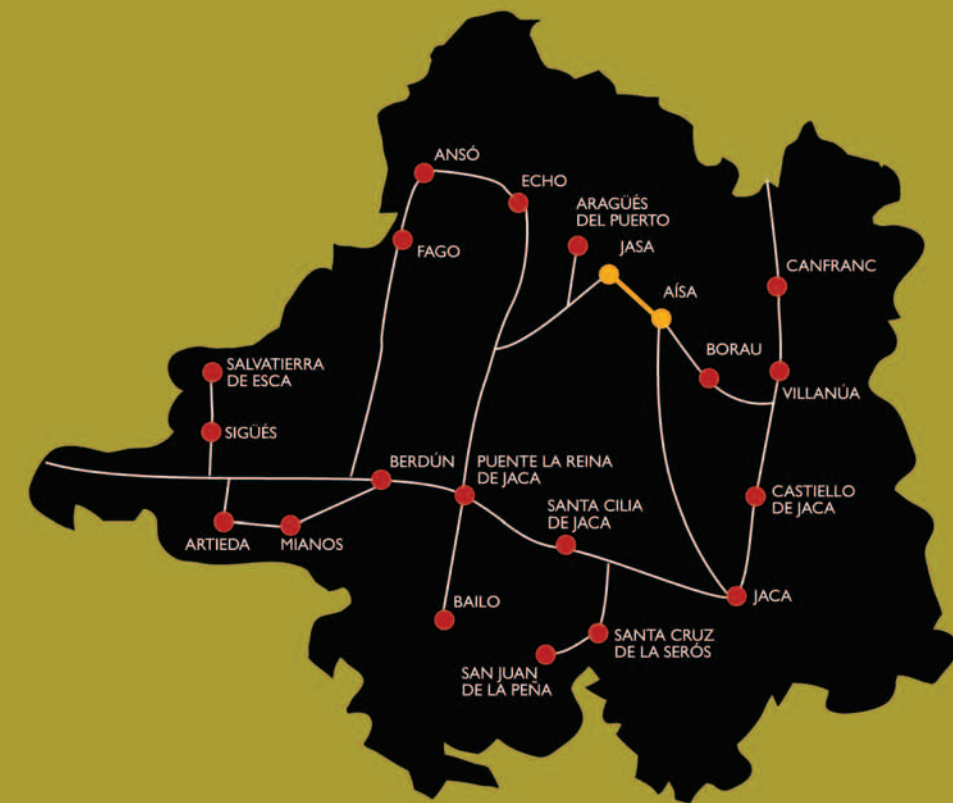 ANSÓ
ECHO
ARAGÜÉS
DEL PUERTO
JASA
FAGO
CANFRANC
AÍSA
BORAU
SALVATIERRA
DE ESCA
VILLANÚA
SIGÜÉS
BERDÚN
PUENTE LA REINA
DE JACA
CASTIELLO
DE JACA
SANTA CILIA
DE JACA
ARTIEDA
MIANOS
JACA
BAILO
SANTA CRUZ
DE LA SERÓS
SAN JUAN
DE LA PEÑA